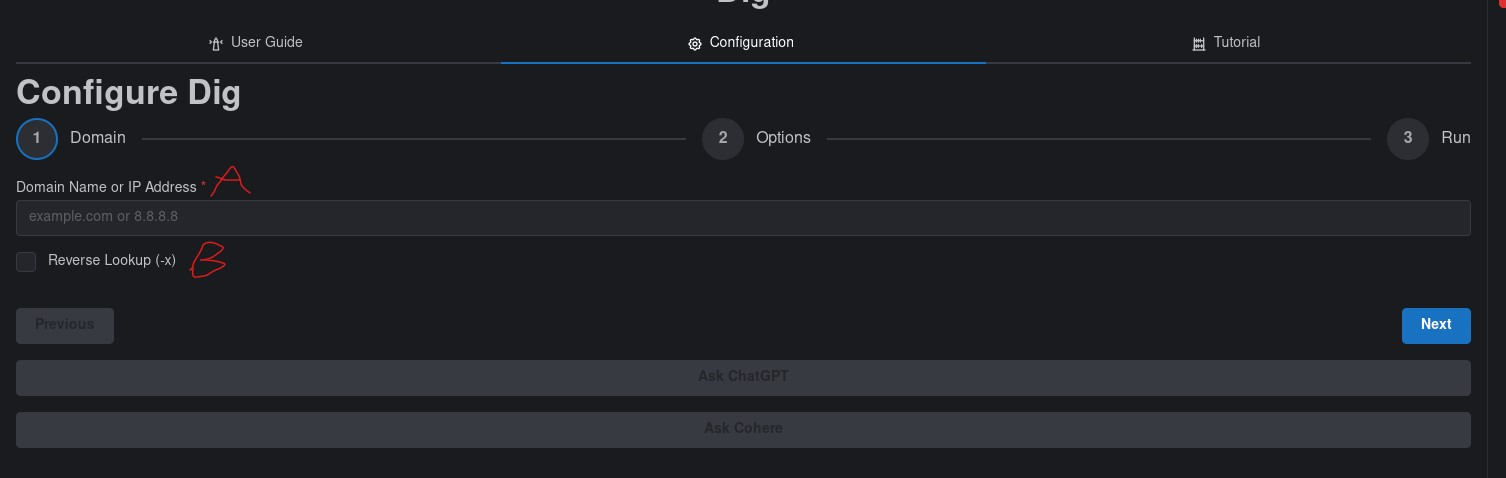 User Guide
Configuration
Tutorial
Configure Dig
1 Domain 2 Options 3 Run
Domain Name or IP Address * A
example.com or 8.8.8.8
Reverse Lookup (-x) B
Previous
Next
Ask ChatGPT
Ask Cohere